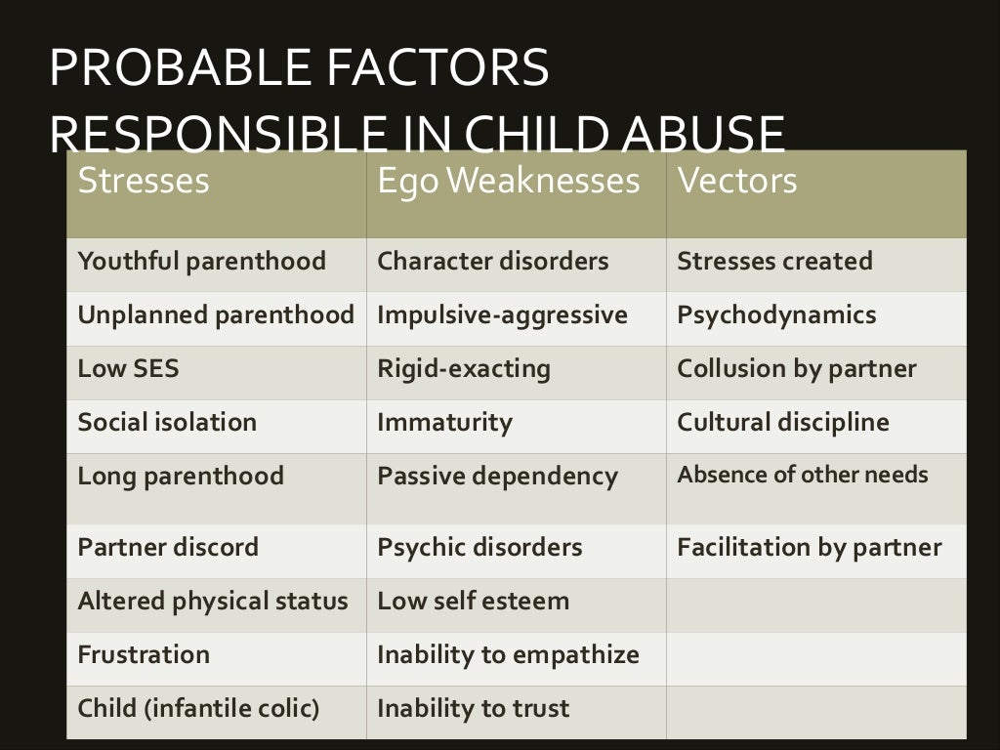 PROBABLE FACTORS
RESPONSIBLE IN CHILD ABUSE
Stresses Ego Weaknesses Vectors
Youthful parenthood Character disorders Stresses created
Unplanned parenthood Impulsive-aggressive Psychodynamics
Low SES Rigid-exacting Collusion by partner
Social isolation Immaturity Cultural discipline
Long parenthood Passive dependency Absence of other needs
Partner discord Psychic disorders Facilitation by partner
Altered physical status Low self esteem
Frustration Inability to empathize
Child (infantile colic) Inability to trust